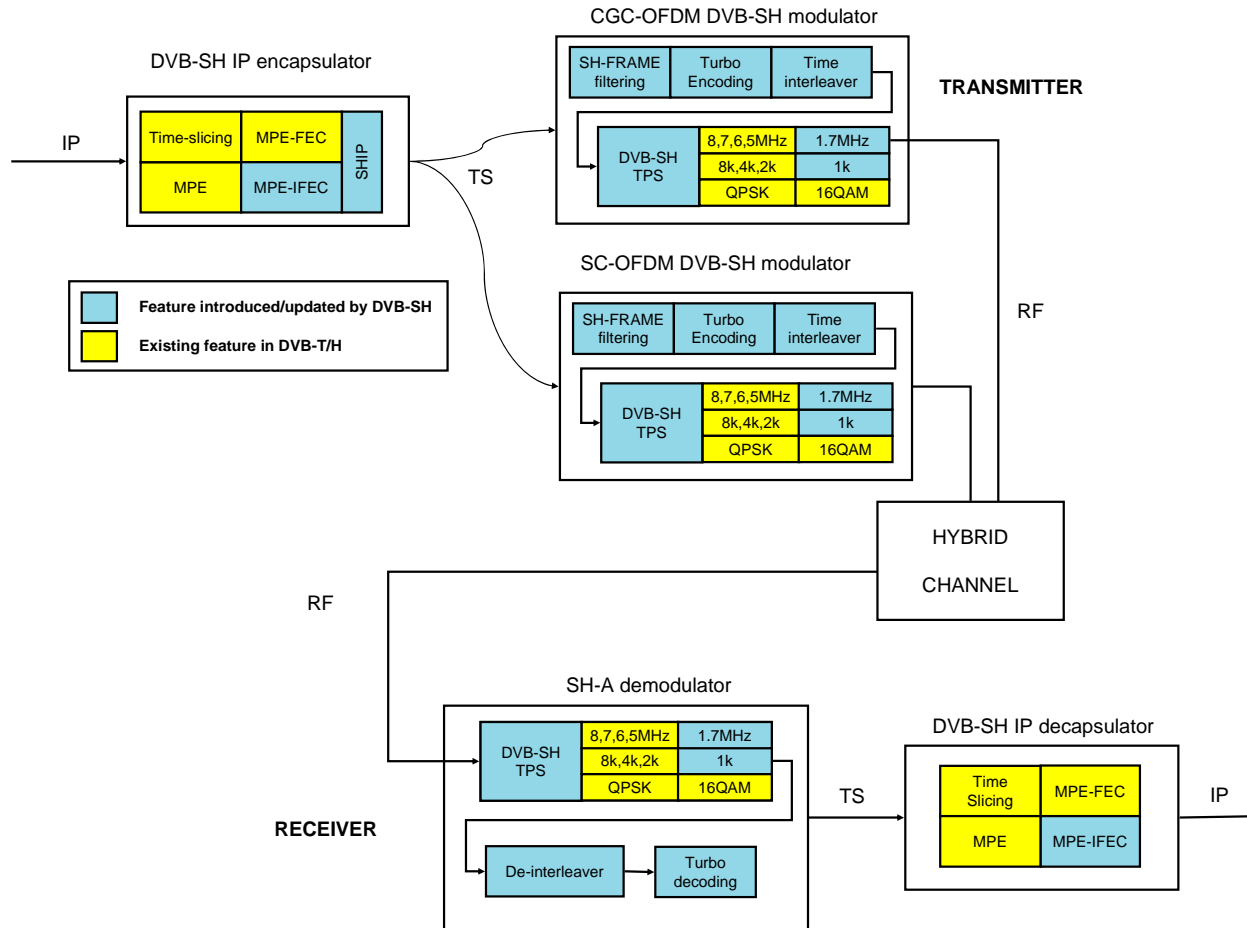 CGC-OFDM DVB-SH modulator
DVB-SH IP encapsulator
SH-FRAME
filtering
Turbo
Encoding
Time
interleaver
TRANSMITTER
IP
Time-slicing
MPE-FEC
SHIP
MPE
MPE-IFEC
TS
DVB-SH
TPS
8,7,6,5MHz
1.7MHz
8k,4k,2k
1k
QPSK
16QAM
SC-OFDM DVB-SH modulator
Feature introduced/updated by DVB-SH
Existing feature in DVB-T/H
SH-FRAME
filtering
Turbo
Encoding
Time
interleaver
RF
DVB-SH
TPS
8,7,6,5MHz
1.7MHz
8k,4k,2k
1k
QPSK
16QAM
HYBRID
CHANNEL
RF
SH-A demodulator
DVB-SH
TPS
8,7,6,5MHz
1.7MHz
8k,4k,2k
1k
QPSK
16QAM
RECEIVER
De-interleaver
Turbo
decoding
TS
DVB-SH IP decapsulator
Time
Slicing
MPE-FEC
MPE
MPE-IFEC
IP